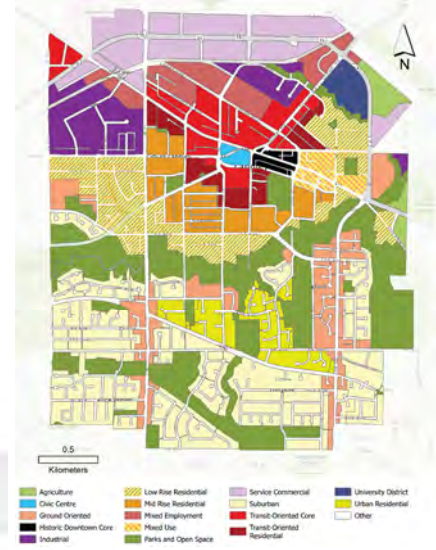 N
0.5
Kilometers
Agriculture
Civic Centre
Ground Oriented
Historic Downtown Core
Industrial
Low Rise Residential
Mid Rise Residential
Mixed Employment
Mixed Use
Parks and Open Space
Service Commercial
Suburban
Transit-Oriented Core
Transit-Oriented
Residential
University District
Urban Residential
Other